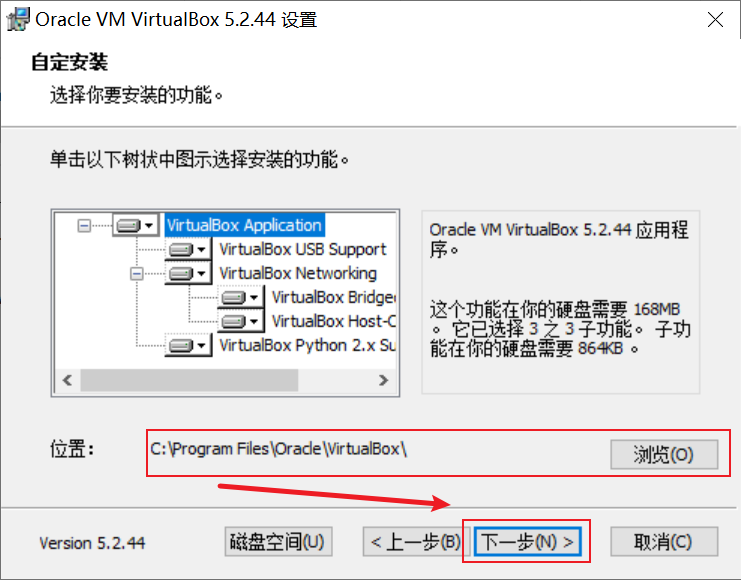 Oracle VM VirtualBox 5.2.44 设置
自定安装
选择你要安装的功能。
单击以下树状中图示选择安装的功能。
VirtualBox Application
VirtualBox USB Support
VirtualBox Networking
VirtualBox Bridge
VirtualBox Host-C
VirtualBox Python 2.x Su
Oracle VM VirtualBox 5.2.44 应用程
序。
这个功能在你的硬盘需要 168MB
。 它已选择 3 之 3 子功能。 子功
能在你的硬盘需要 864KB 。
位置:
C:\Program Files\Oracle\VirtualBox\
浏览(O)
Version 5.2.44
磁盘空间(U)
< 上一步(B)
下一步(N) >
取消(C)